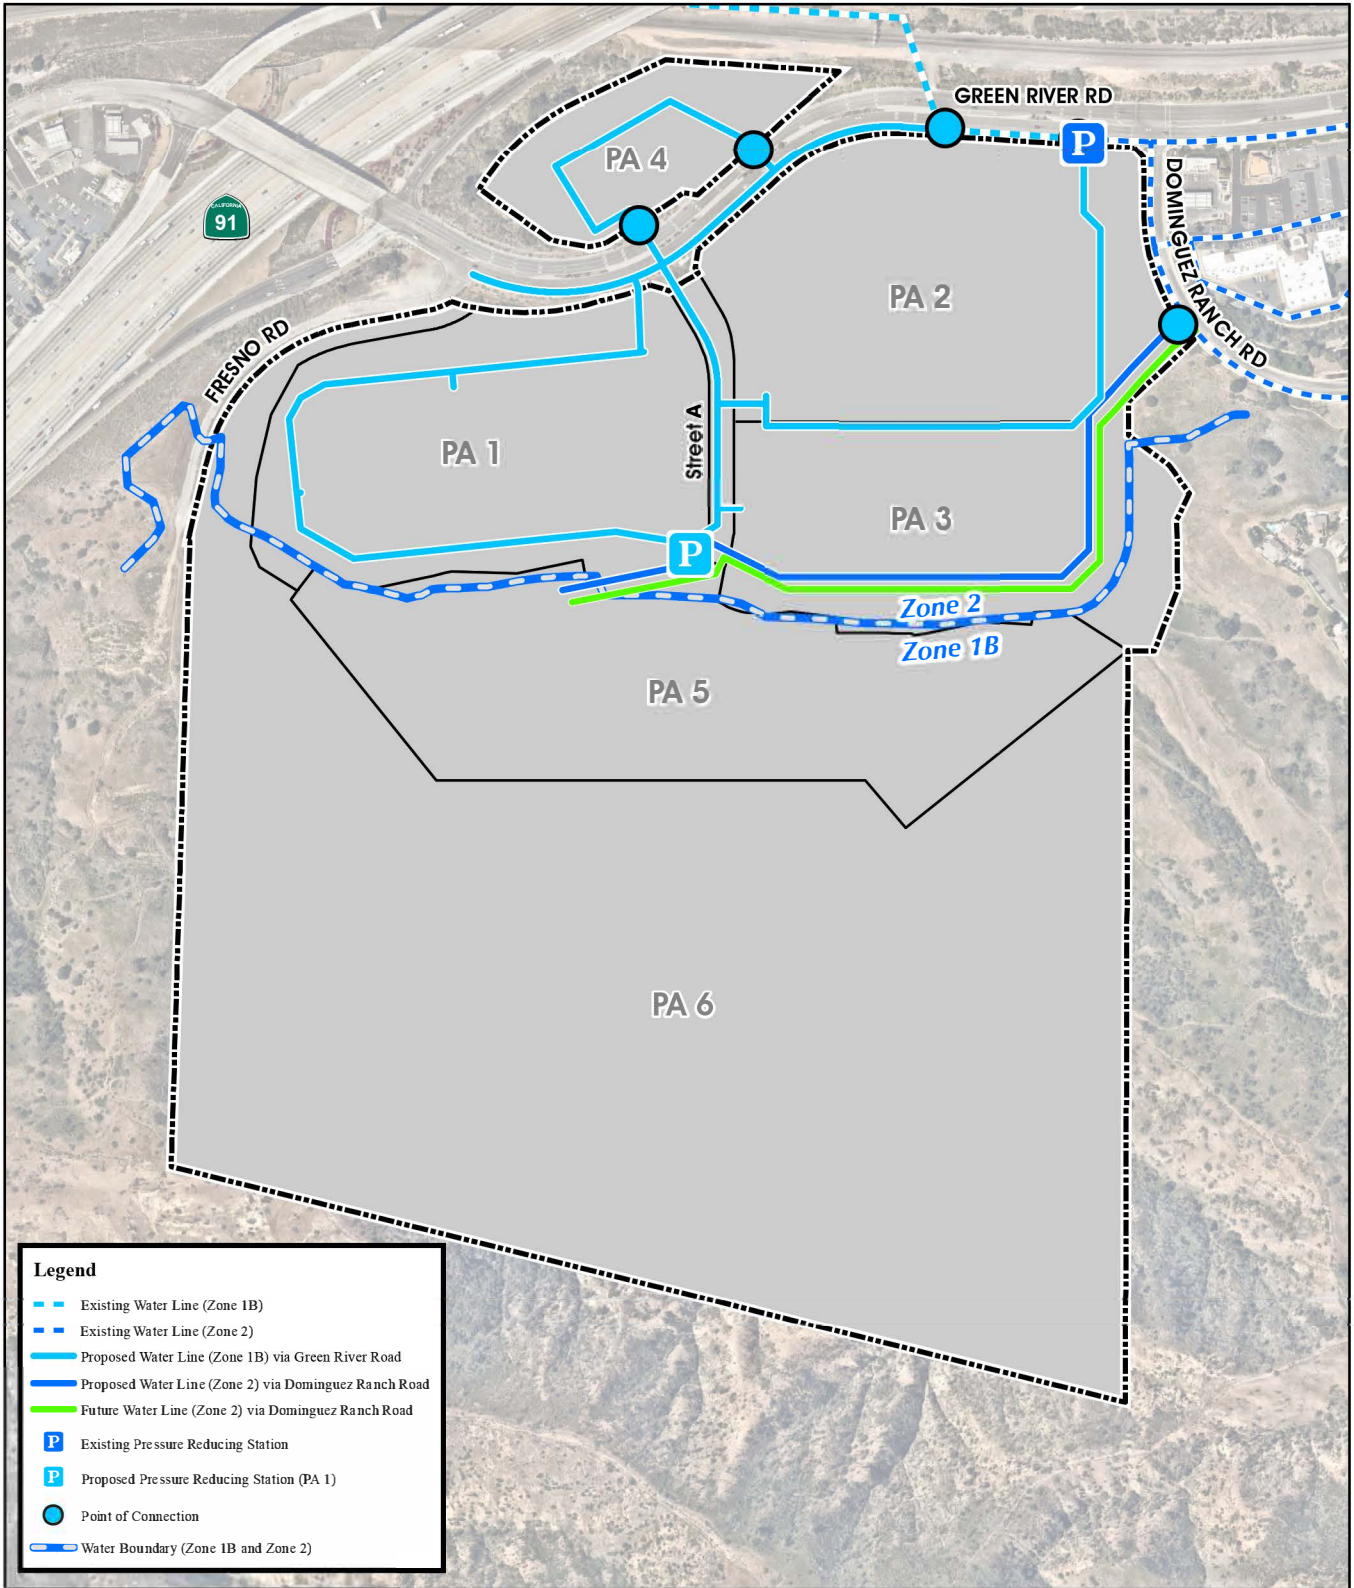 GREEN RIVER RD
P
PA 4
DOMINGUEZ RANCH RD
CALIFORNIA
91
PA 2
FRESNO RD
Street A
PA 1
PA 3
P
Zone 2
Zone 1B
PA 5
PA 6
Legend
Existing Water Line (Zone 1B)
Existing Water Line (Zone 2)
Proposed Water Line (Zone 1B) via Green River Road
Proposed Water Line (Zone 2) via Dominguez Ranch Road
Future Water Line (Zone 2) via Dominguez Ranch Road
P Existing Pressure Reducing Station
P Proposed Pressure Reducing Station (PA 1)
Point of Connection
Water Boundary (Zone 1B and Zone 2)